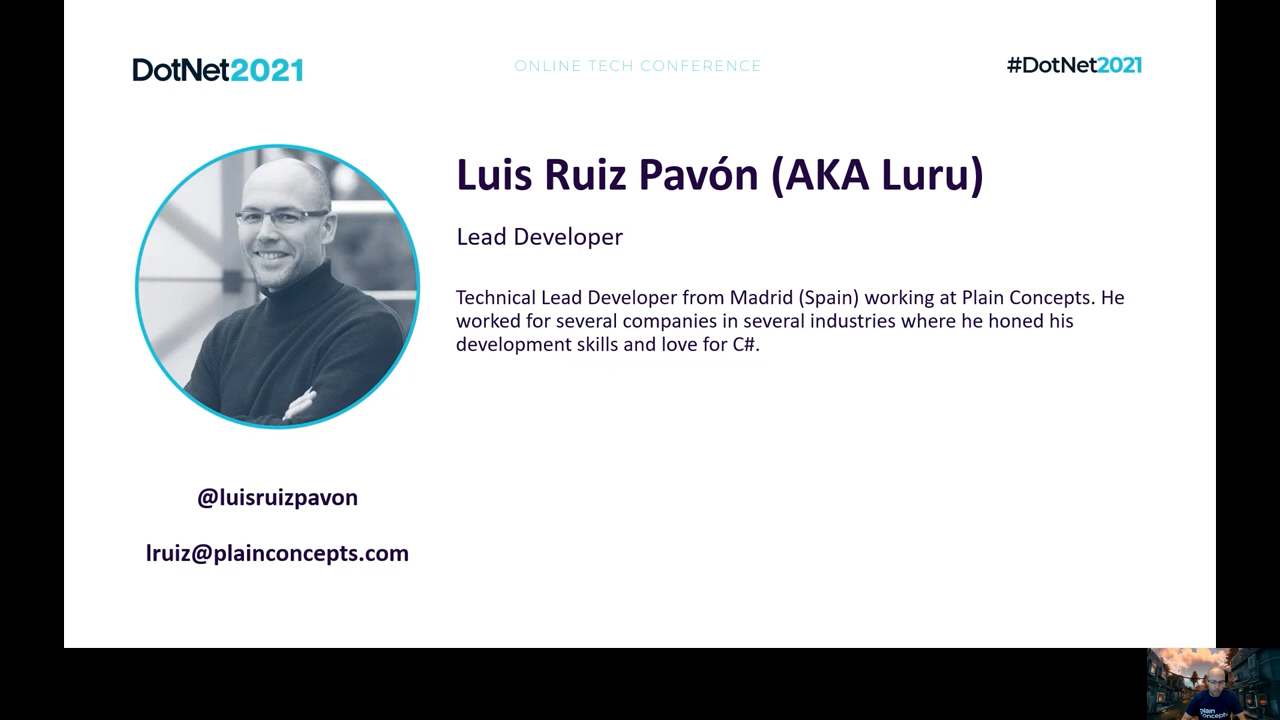 DotNet2021
ONLINE TECH CONFERENCE
#DotNet2021
Luis Ruiz Pavón (AKA Luru)
Lead Developer
Technical Lead Developer from Madrid (Spain) working at Plain Concepts. He
worked for several companies in several industries where he honed his
development skills and love for C#.
@luisruizpavon
lruiz@plainconcepts.com
plain
concepts